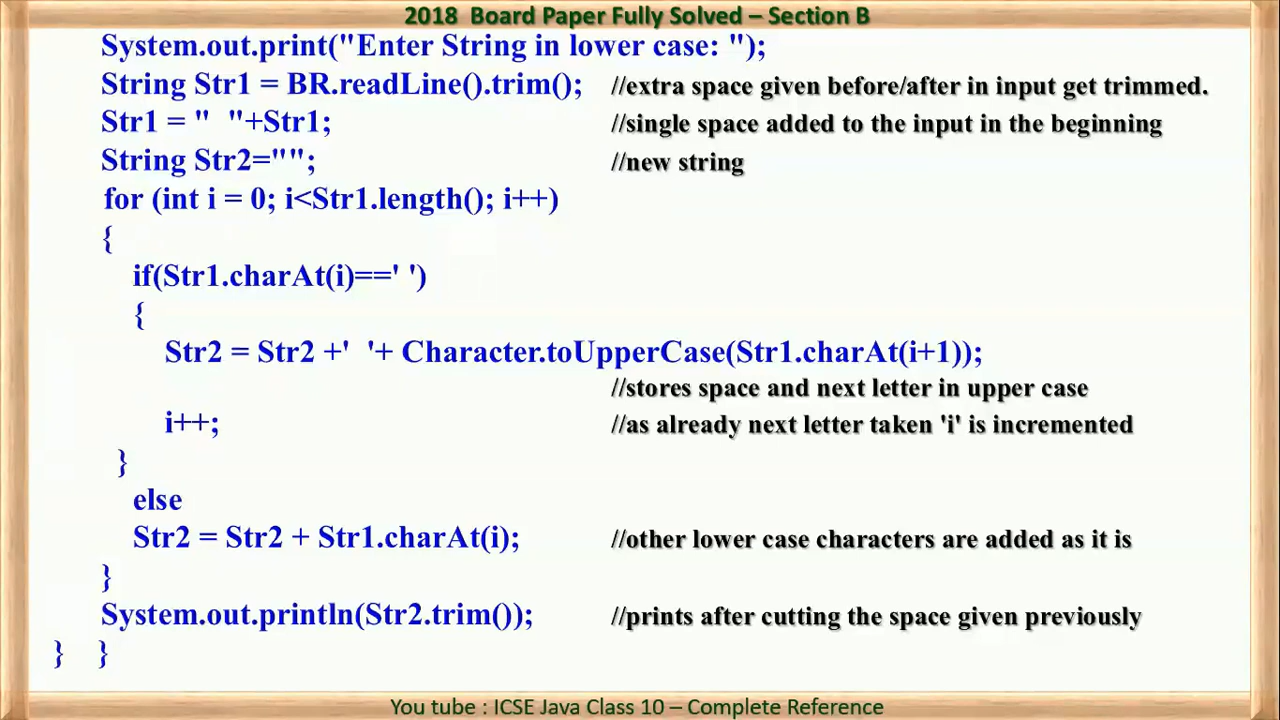 2018 Board Paper Fully Solved – Section B
System.out.print("Enter String in lower case: ");
String Str1 = BR.readLine().trim(); //extra space given before/after in input get trimmed.
Str1 = "  "+Str1; //single space added to the input in the beginning
String Str2=""; //new string
for (int i = 0; i<Str1.length(); i++)
{
if(Str1.charAt(i)==' ')
{
Str2 = Str2 +'  '+ Character.toUpperCase(Str1.charAt(i+1));
//stores space and next letter in upper case
i++; //as already next letter taken 'i' is incremented
}
else
Str2 = Str2 + Str1.charAt(i); //other lower case characters are added as it is
}
System.out.println(Str2.trim()); //prints after cutting the space given previously
} }
You tube : ICSE Java Class 10 – Complete Reference